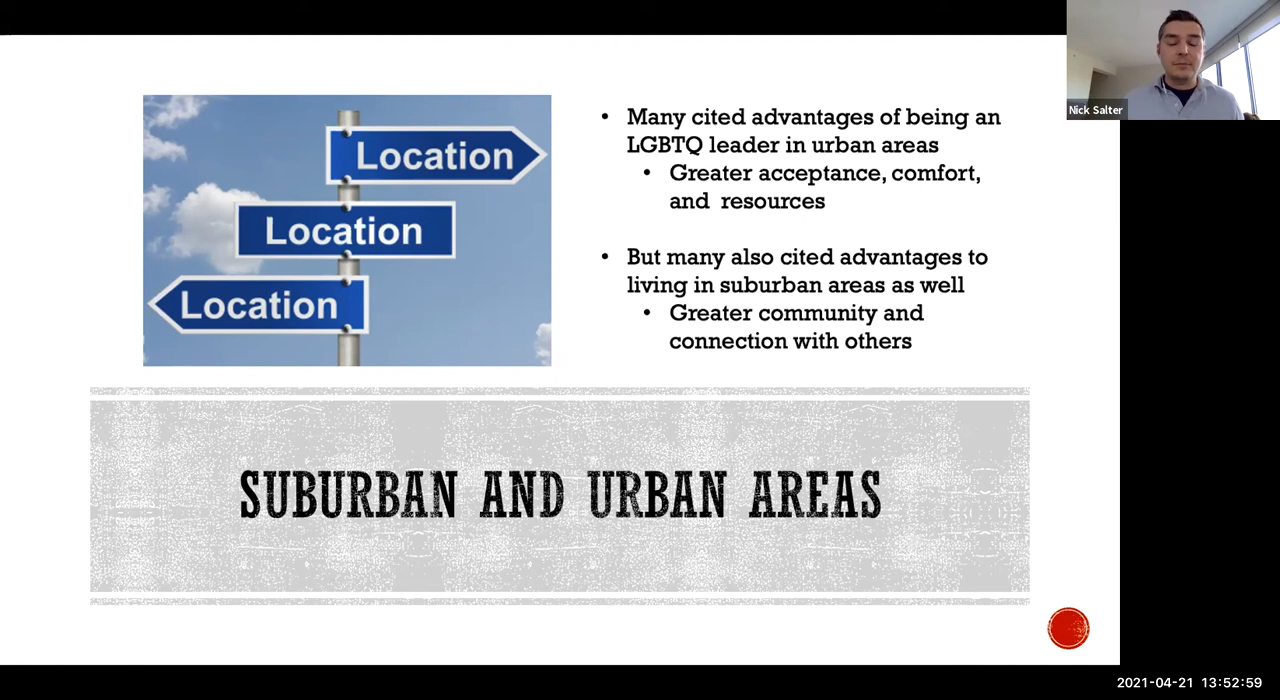 Nick Salter
Location
Location
Location
• Many cited advantages of being an
LGBTQ leader in urban areas
• Greater acceptance, comfort,
and resources
• But many also cited advantages to
living in suburban areas as well
• Greater community and
connection with others
SUBURBAN AND URBAN AREAS
2021-04-21 13:52:59